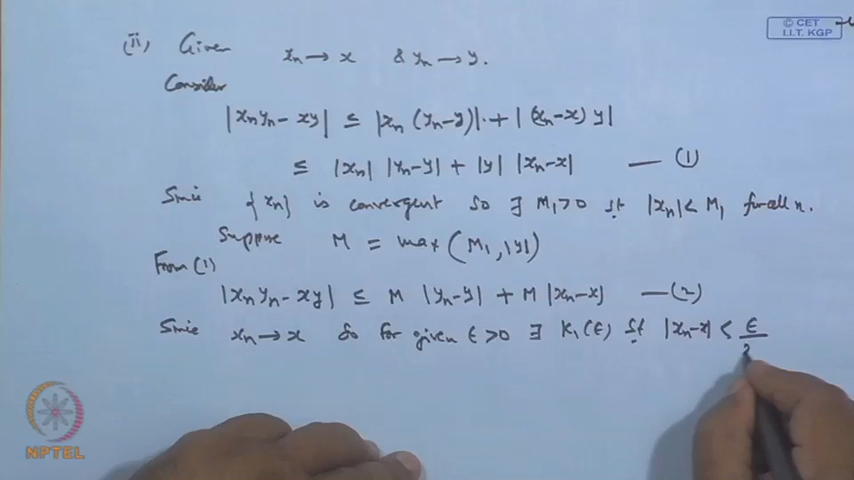 © CET
I.I.T. KGP
(ii) Given xₙ → x & yₙ → y.
Consider
|xₙyₙ - xy| ≤ |xₙ(yₙ-y)| + |(xₙ-x) y|
≤ |xₙ| |yₙ-y| + |y| |xₙ-x| — (1)
Since {xₙ} is convergent so ∃ M₁>0 st |xₙ| < M₁ for all n.
Suppose M = max(M₁, |y|)
From (1)
|xₙyₙ - xy| ≤ M |yₙ-y| + M |xₙ-x| — (2)
Since xₙ → x So for given ε>0 ∃ K₁(ε) st |xₙ-x| < ε/2
NPTEL